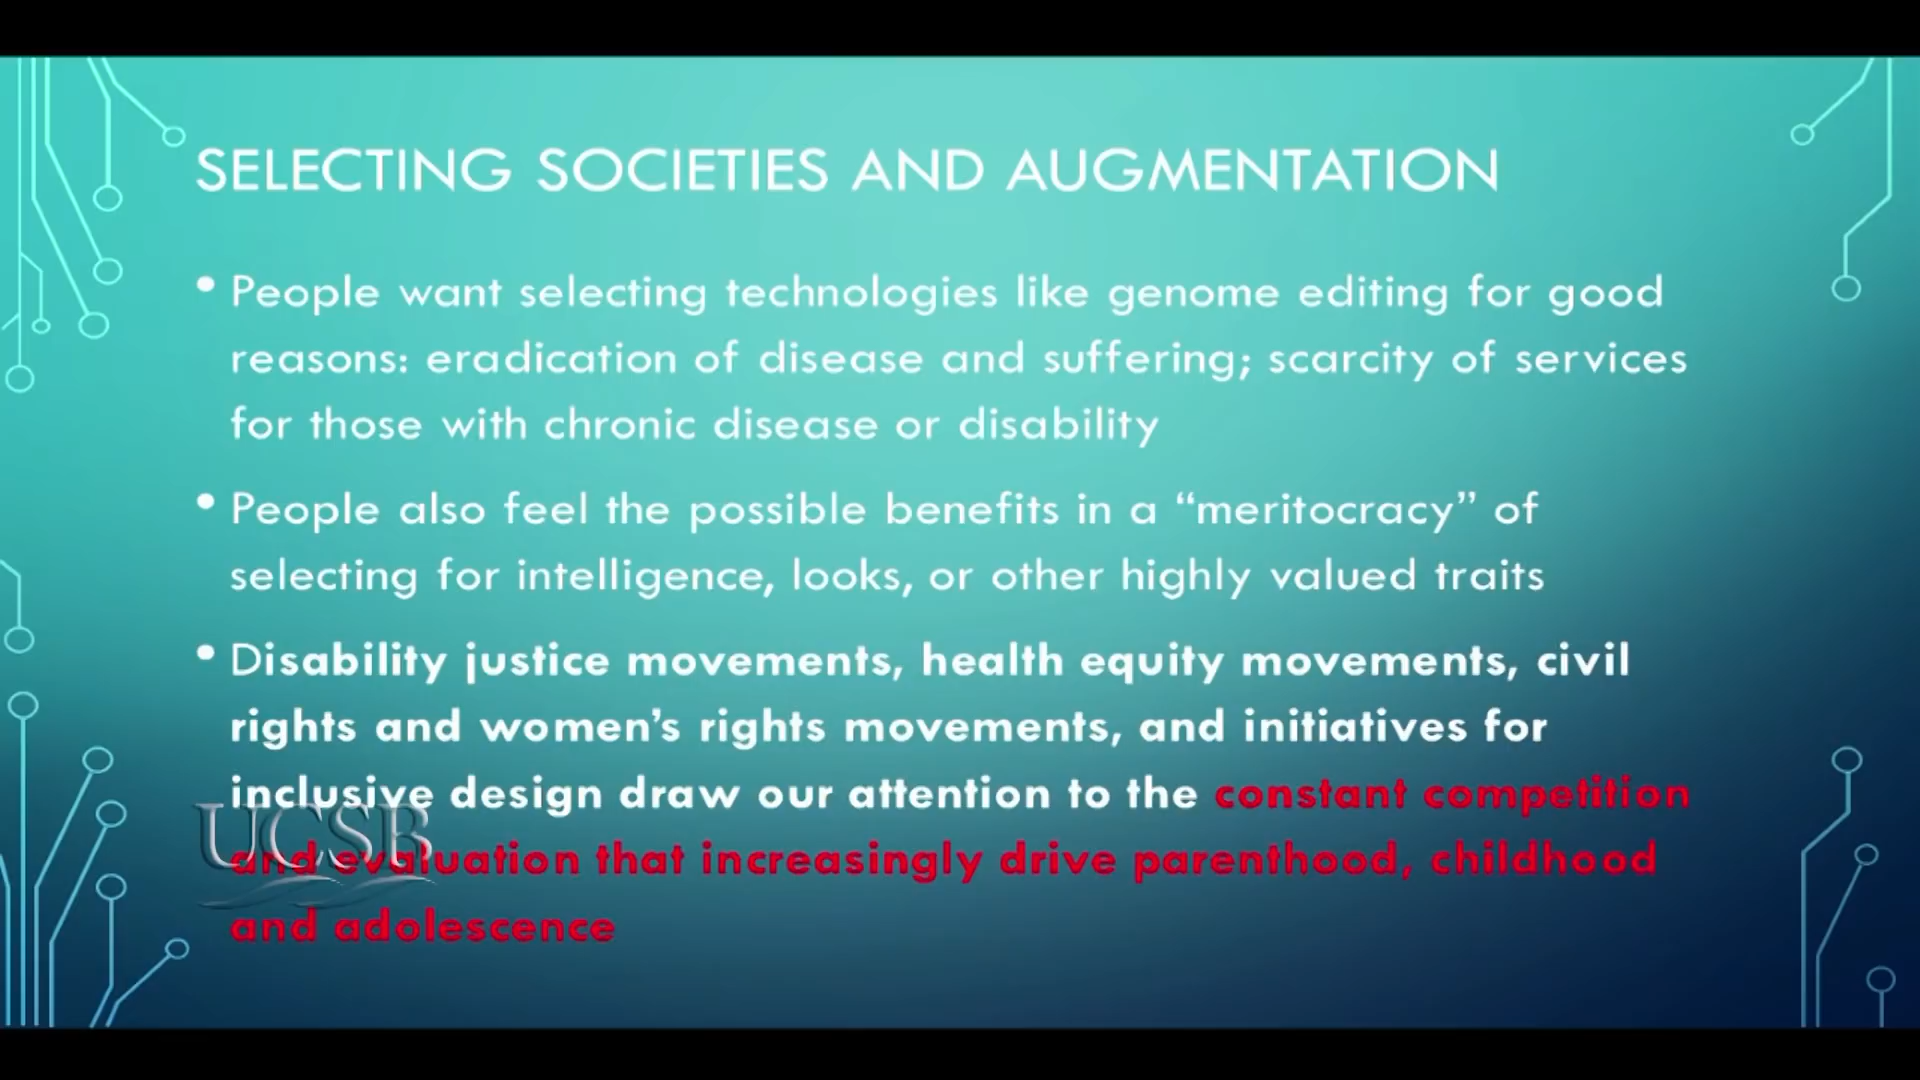 SELECTING SOCIETIES AND AUGMENTATION
• People want selecting technologies like genome editing for good
reasons: eradication of disease and suffering; scarcity of services
for those with chronic disease or disability
• People also feel the possible benefits in a “meritocracy” of
selecting for intelligence, looks, or other highly valued traits
• Disability justice movements, health equity movements, civil
rights and women’s rights movements, and initiatives for
inclusive design draw our attention to the constant competition
and evaluation that increasingly drive parenthood, childhood
and adolescence
UCSB